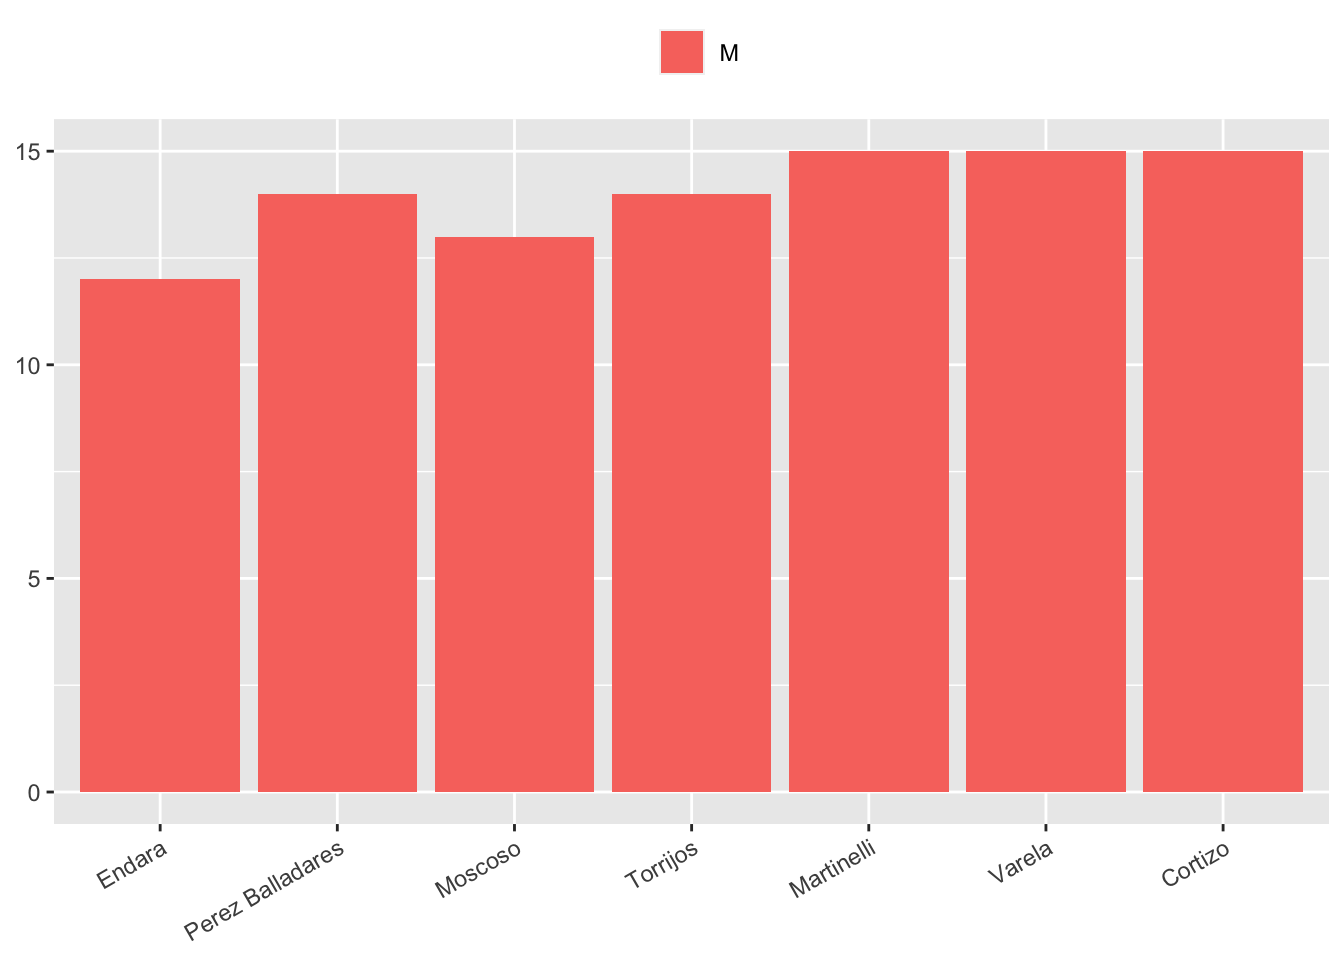 M
15
10
5
0
Endara
Perez Balladares
Moscoso
Torrijos
Martinelli
Varela
Cortizo